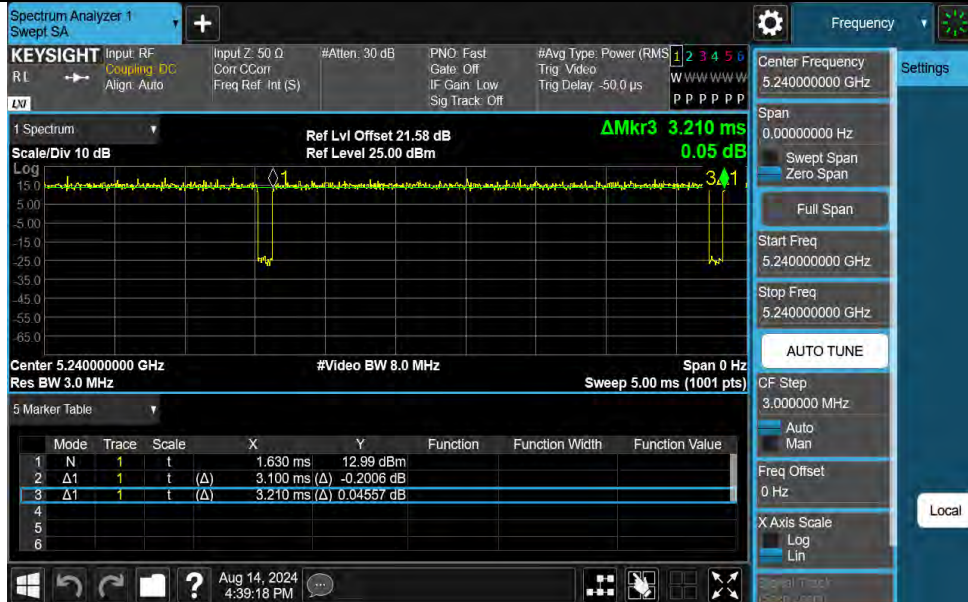 Spectrum Analyzer 1
Swept SA
Frequency
KEYSIGHT
RL
LXI
Input: RF
Coupling: DC
Align: Auto
Input Z: 50 Ω
Corr CCorr
Freq Ref: Int (S)
#Atten: 30 dB
PNO: Fast
Gate: Off
IF Gain: Low
Sig Track: Off
#Avg Type: Power (RMS
Trig: Video
Trig Delay: -50.0 µs
1 2 3 4 5 6
W W W W W W
P P P P P P
Center Frequency
5.240000000 GHz
Settings
1 Spectrum
Scale/Div 10 dB
Ref Lvl Offset 21.58 dB
Ref Level 25.00 dBm
ΔMkr3 3.210 ms
0.05 dB
Log
15.0
5.00
-5.00
-15.0
-25.0
-35.0
-45.0
-55.0
-65.0
1
3Δ1
Center 5.240000000 GHz
Res BW 3.0 MHz
#Video BW 8.0 MHz
Span 0 Hz
Sweep 5.00 ms (1001 pts)
Span
0.00000000 Hz
Swept Span
Zero Span
Full Span
Start Freq
5.240000000 GHz
Stop Freq
5.240000000 GHz
AUTO TUNE
CF Step
3.000000 MHz
Auto
Man
Freq Offset
0 Hz
X Axis Scale
Log
Lin
Signal Track
(Span Zoom)
Local
5 Marker Table
Mode Trace Scale X Y Function Function Width Function Value
1 N 1 t 1.630 ms 12.99 dBm
2 Δ1 1 t (Δ) 3.100 ms (Δ) -0.2006 dB
3 Δ1 1 t (Δ) 3.210 ms (Δ) 0.04557 dB
4
5
6
?
Aug 14, 2024
4:39:18 PM